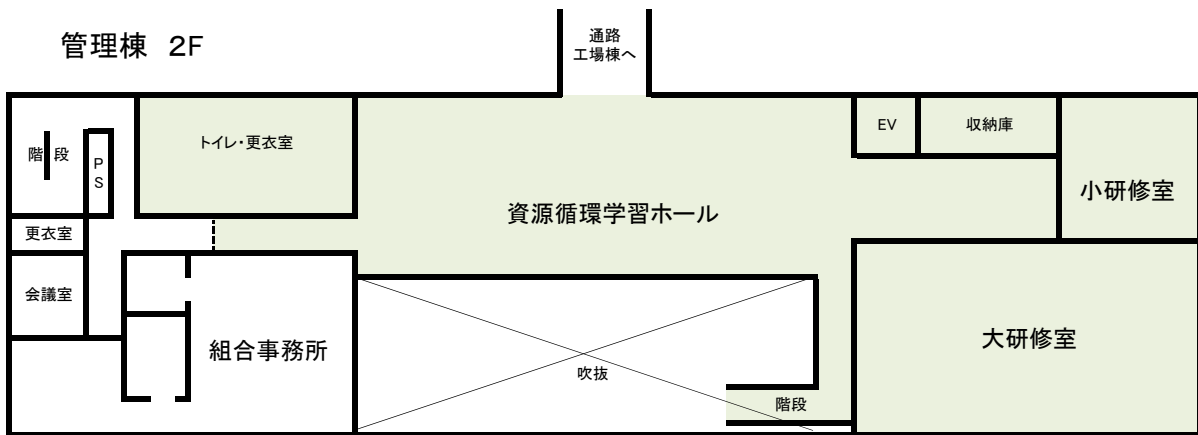 管理棟　2F
通路
工場棟へ
階段
PS
トイレ・更衣室
EV
収納庫
小研修室
資源循環学習ホール
更衣室
会議室
組合事務所
吹抜
階段
大研修室